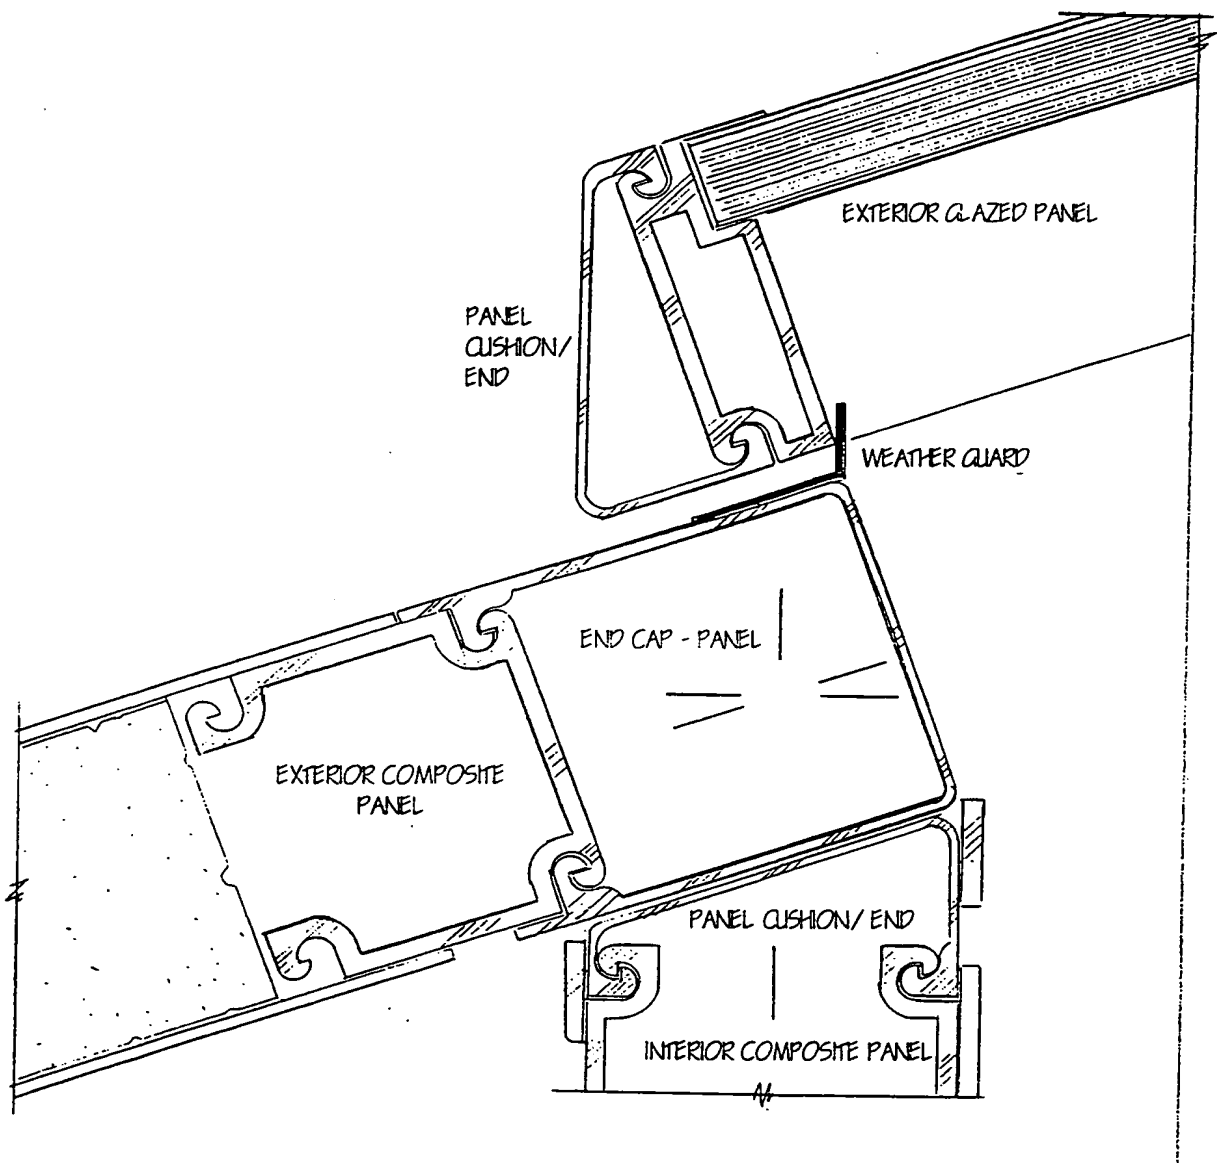 EXTERIOR GLAZED PANEL
PANEL
CUSHION/
END
WEATHER GUARD
END CAP - PANEL
EXTERIOR COMPOSITE
PANEL
PANEL CUSHION/ END
INTERIOR COMPOSITE PANEL